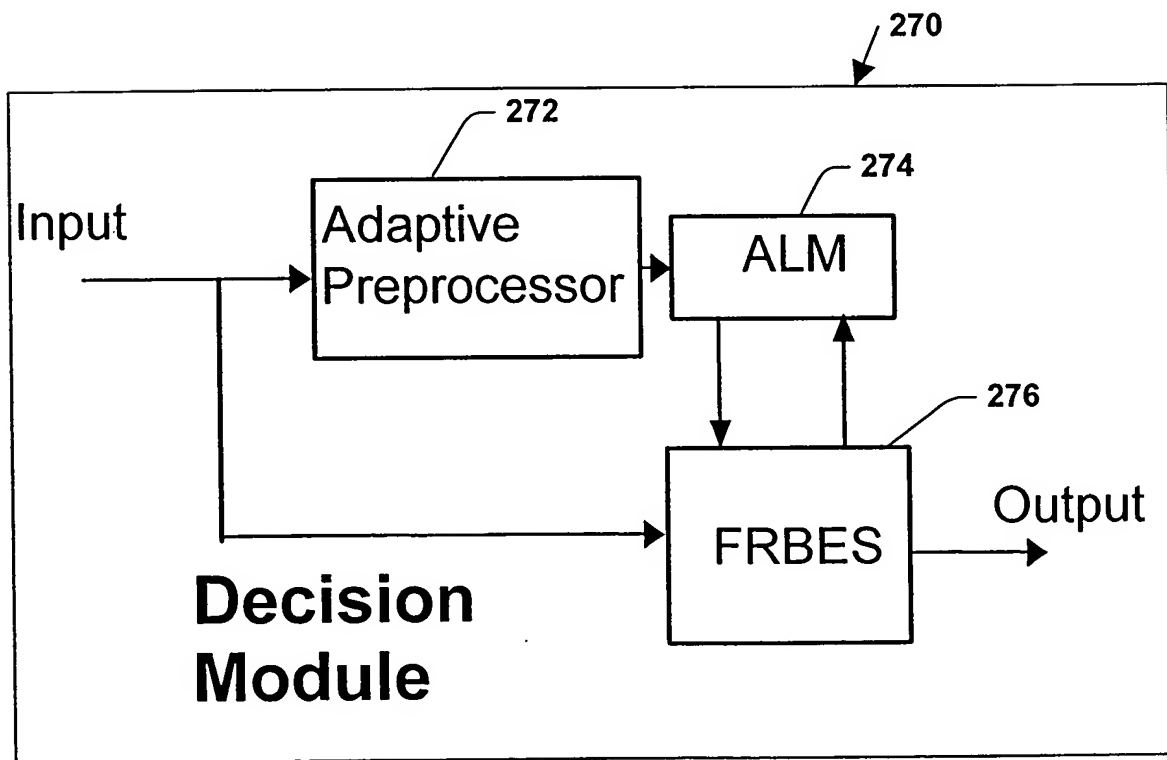 270
272
274
Input
Adaptive
Preprocessor
ALM
276
FRBES
Output
Decision
Module